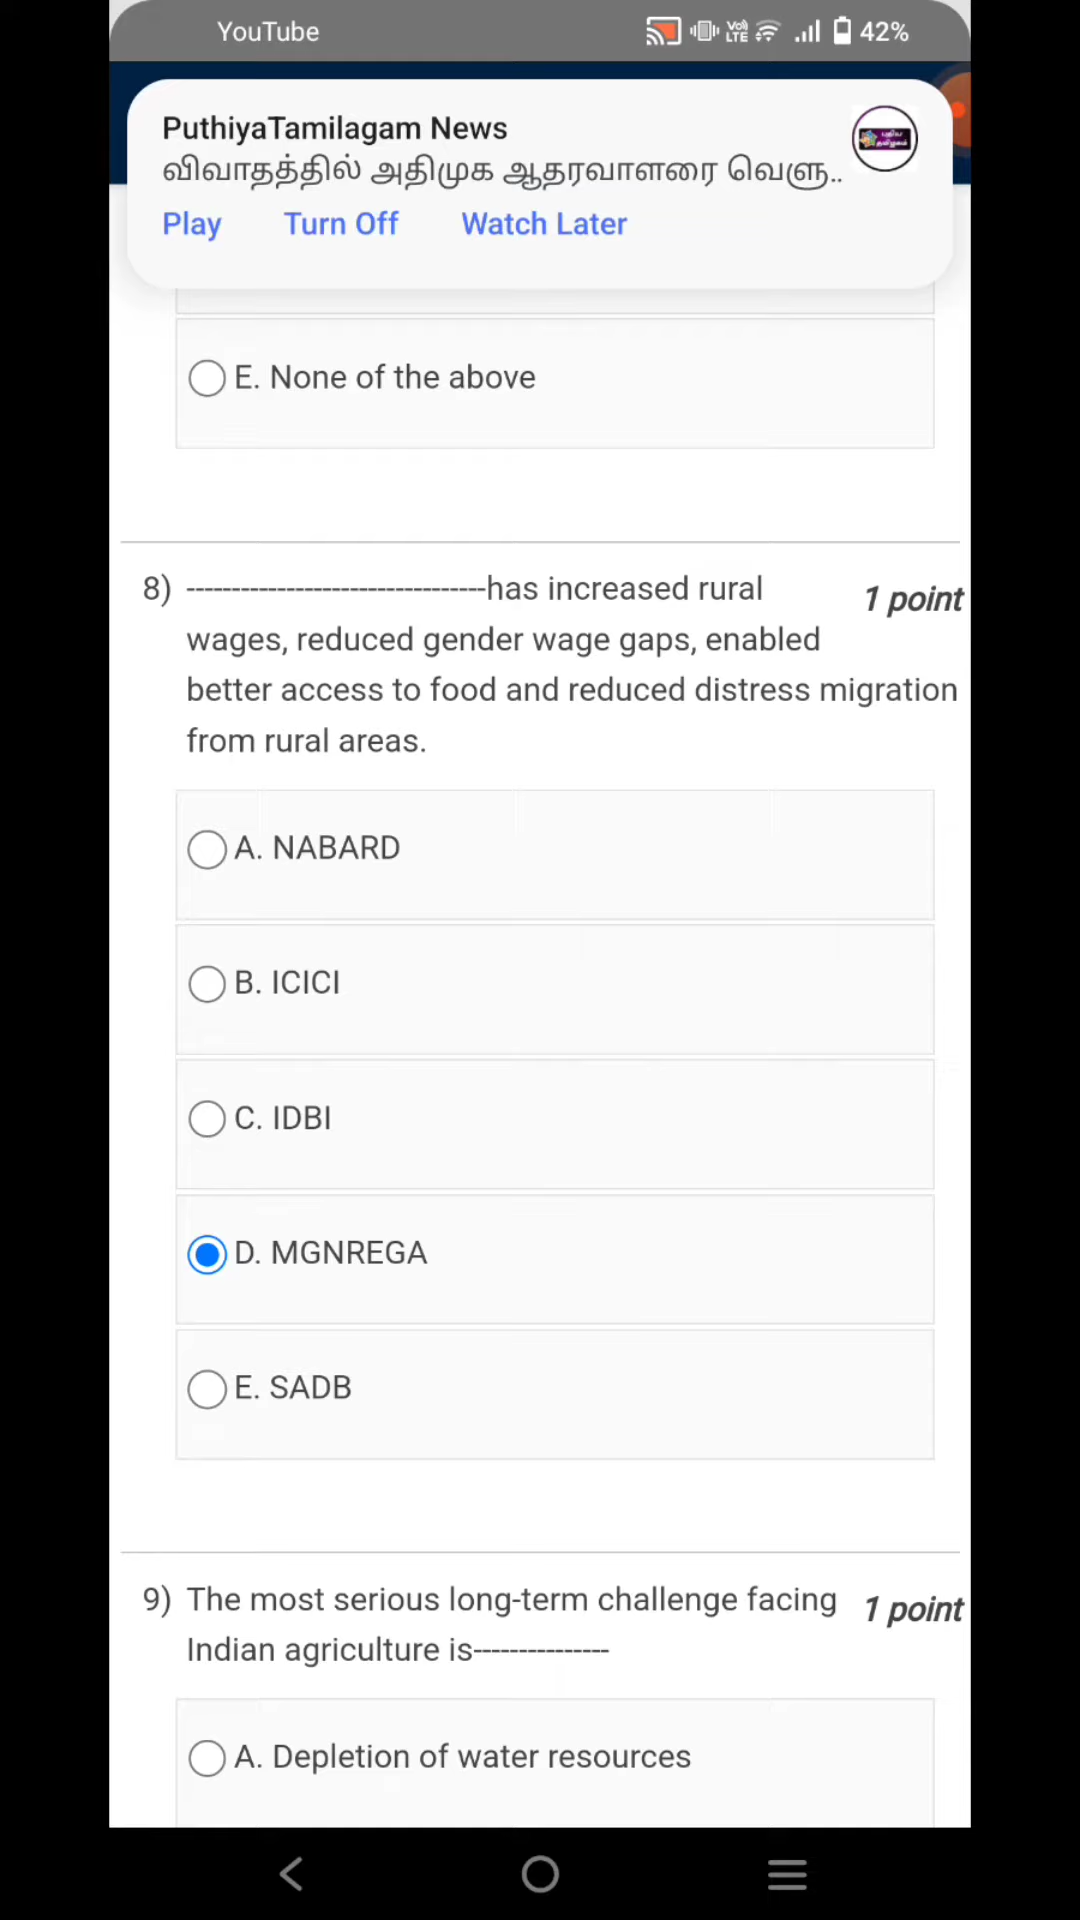 YouTube
Vo) LTE 42%
PuthiyaTamilagam News
விவாதத்தில் அதிமுக ஆதரவாளரை வெளு..
Play Turn Off Watch Later
E. None of the above
8) ---------------------------------has increased rural 1 point
wages, reduced gender wage gaps, enabled
better access to food and reduced distress migration
from rural areas.
A. NABARD
B. ICICI
C. IDBI
D. MGNREGA
E. SADB
9) The most serious long-term challenge facing 1 point
Indian agriculture is---------------
A. Depletion of water resources